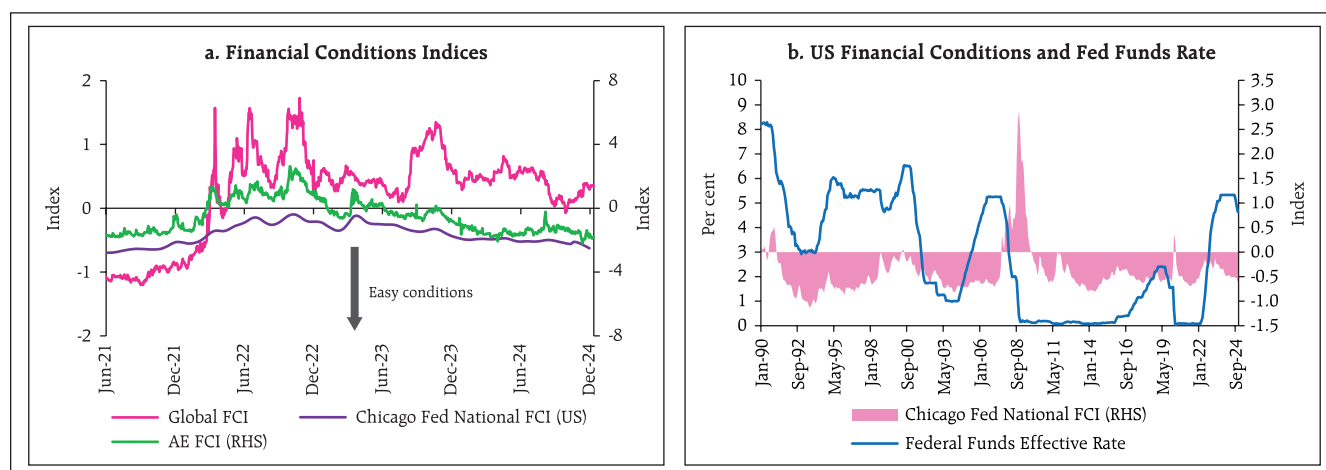 a. Financial Conditions Indices
2
1
0
-1
-2
Index
8
4
0
-4
-8
Index
Easy conditions
Jun-21
Dec-21
Jun-22
Dec-22
Jun-23
Dec-23
Jun-24
Dec-24
Global FCI
Chicago Fed National FCI (US)
AE FCI (RHS)
b. US Financial Conditions and Fed Funds Rate
10
9
8
7
6
5
4
3
2
1
0
Per cent
3.5
3.0
2.5
2.0
1.5
1.0
0.5
0.0
-0.5
-1.0
-1.5
Index
Jan-90
Sep-92
May-95
Jan-98
Sep-00
May-03
Jan-06
Sep-08
May-11
Jan-14
Sep-16
May-19
Jan-22
Sep-24
Chicago Fed National FCI (RHS)
Federal Funds Effective Rate